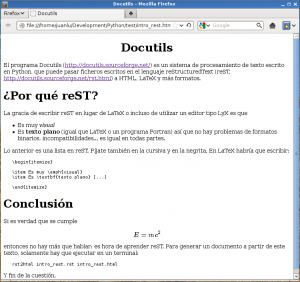 Docutils - Mozilla Firefox
Firefox
Docutils
file:///home/juanlu/Development/Python/test/intro_rest.htm
Google
Docutils
El programa Docutils (http://docutils.sourceforge.net/) es un sistema de procesamiento de texto escrito
en Python, que puede pasar ficheros escritos en el lenguaje reStructuredText (reST:
http://docutils.sourceforge.net/rst.html) a HTML, LaTeX y más formatos.
¿Por qué reST?
La gracia de escribir reST en lugar de LaTeX o incluso de utilizar un editor tipo LyX es que
Es muy visual
Es texto plano (igual que LaTeX o un programa Fortran) así que no hay problemas de formatos
binarios, incompatibilidades... es igual en todas partes.
Lo anterior es una lista en reST. Fíjate también en la cursiva y en la negrita. En LaTeX habría que escribir:
\begin{itemize}
\item Es muy \emph{visual}
\item Es \textbf{texto plano} [...]
\end{itemize}
Conclusión
Si es verdad que se cumple
E = mc²
entonces no hay más que hablar: es hora de aprender reST. Para generar un documento a partir de este
texto, solamente hay que ejecutar en un terminal:
rst2html intro_rest.rst intro_rest.html
Y fin de la cuestión.